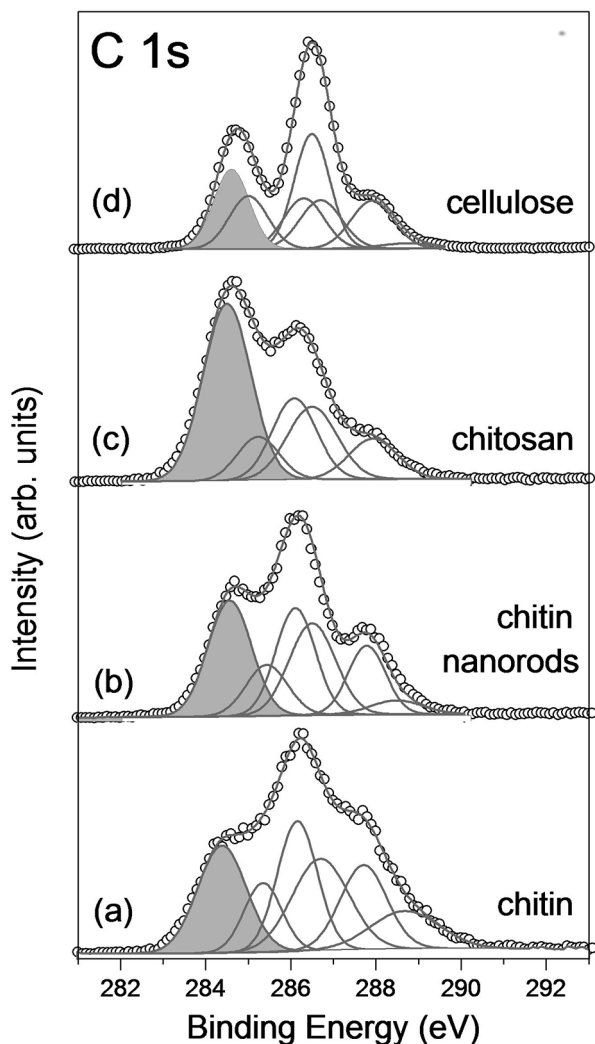 C 1s
(d)
cellulose
(c)
chitosan
Intensity (arb. units)
chitin
nanorods
(b)
(a)
chitin
282 284 286 288 290 292
Binding Energy (eV)